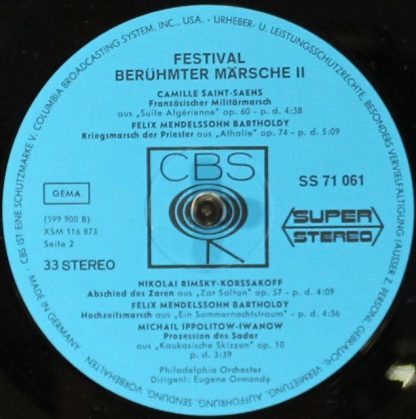 FESTIVAL
BERÜHMTER MÄRSCHE II
CAMILLE SAINT-SAENS
Französischer Militärmarsch
aus „Suite Algérienne" op. 60 - p. d. 4:38
FELIX MENDELSSOHN BARTHOLDY
Kriegsmarsch der Priester aus „Athalie" op. 74 - p. d. 5:09
CBS
SS 71 061
GEMA
(S99 900 B)
XSM 116 873
Seite 2
33 STEREO
SUPER
STEREO
NIKOLAI RIMSKY-KORSSAKOFF
Abschied des Zaren aus „Zar Saltan" op. 57 - p. d. 4:09
FELIX MENDELSSOHN BARTHOLDY
Hochzeitsmarsch aus „Ein Sommernachtstraum" - p. d. 4:56
MICHAIL IPPOLITOW-IWANOW
Prozession des Sadar
aus „Kaukasische Skizzen" op. 10
p. d. 3:39
Philadelphia Orchester
Dirigent: Eugene Ormandy
CBS IST EINE SCHUTZMARKE V. COLUMBIA BROADCASTING SYSTEM, INC., USA. - URHEBER- U. LEISTUNGSSCHUTZRECHTE, BESONDERS VERVIELFÄLTIGUNG (AUSSER Z. PERSÖNL. GEBRAUCH), VERMIETUNG, AUFFÜHRUNG, SENDUNG, VORBEHALTEN - MADE IN GERMANY